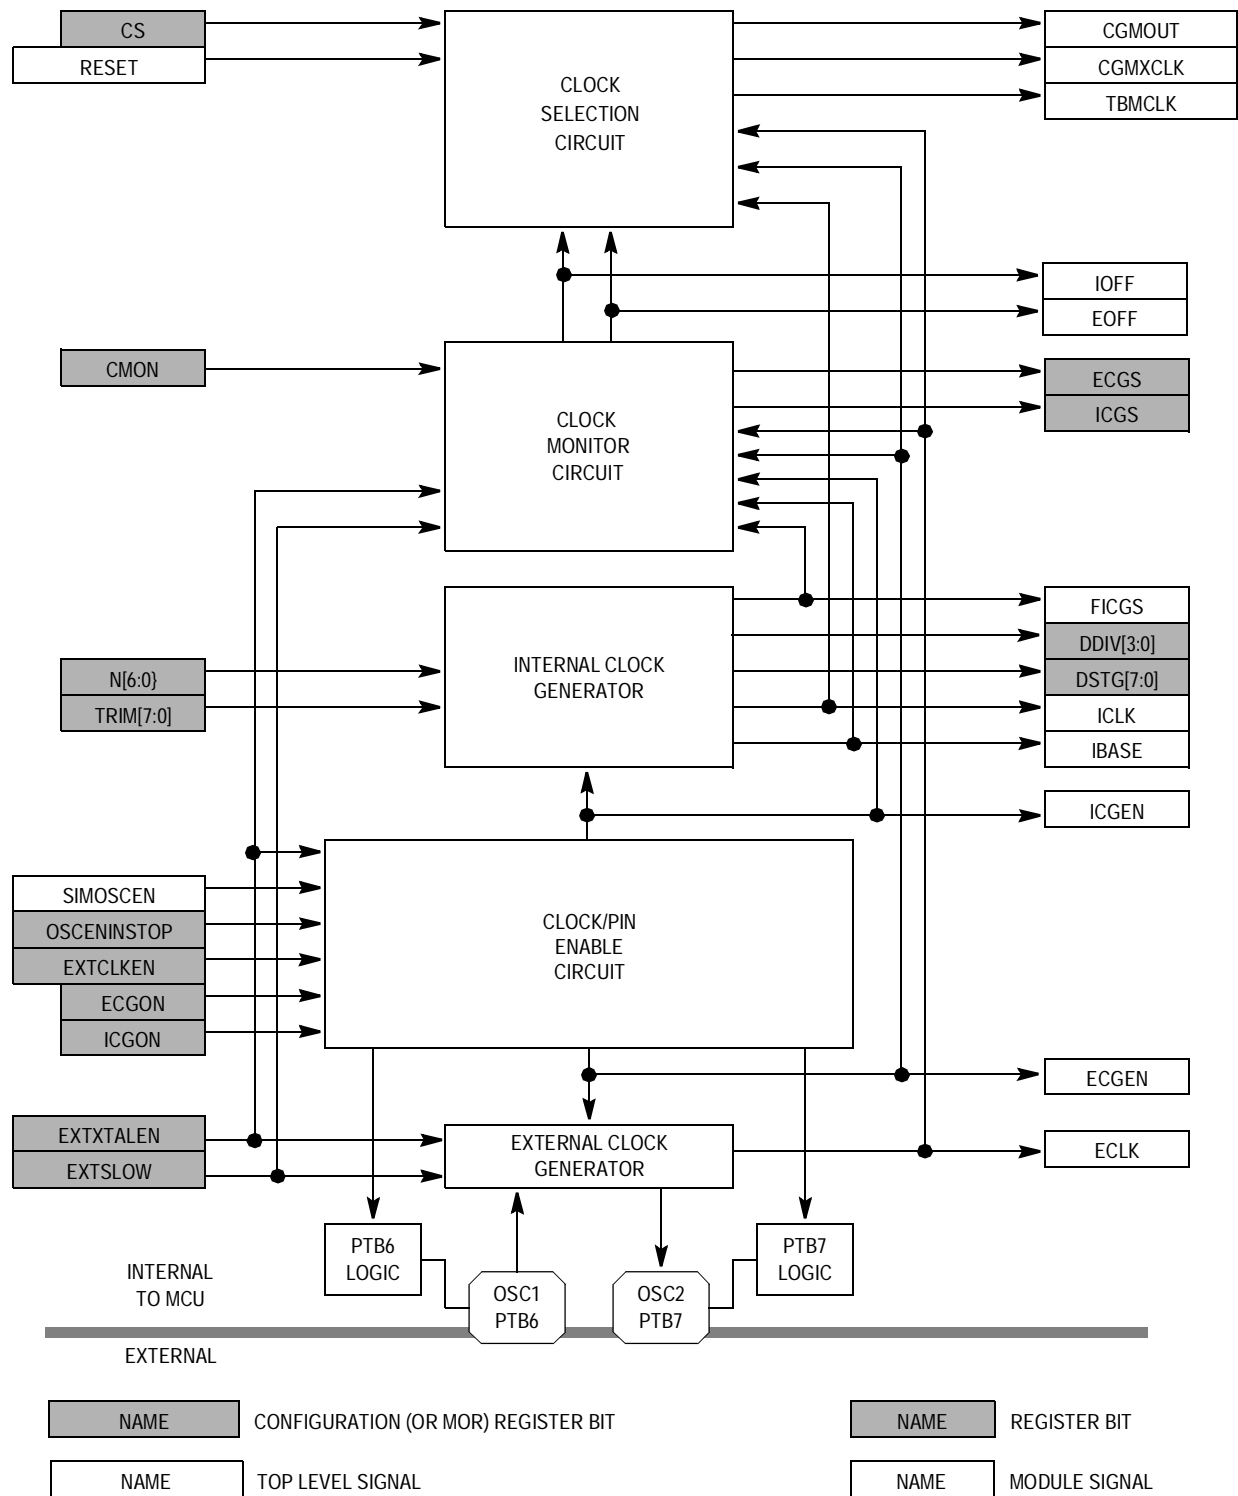 CS
RESET
CLOCK
SELECTION
CIRCUIT
CGMOUT
CGMXCLK
TBMCLK
IOFF
EOFF
CMON
CLOCK
MONITOR
CIRCUIT
ECGS
ICGS
N[6:0}
TRIM[7:0]
INTERNAL CLOCK
GENERATOR
FICGS
DDIV[3:0]
DSTG[7:0]
ICLK
IBASE
ICGEN
SIMOSCEN
OSCENINSTOP
EXTCLKEN
ECGON
ICGON
CLOCK/PIN
ENABLE
CIRCUIT
ECGEN
EXTXTALEN
EXTSLOW
EXTERNAL CLOCK
GENERATOR
ECLK
PTB6
LOGIC
OSC1
PTB6
OSC2
PTB7
PTB7
LOGIC
INTERNAL
TO MCU
EXTERNAL
NAME CONFIGURATION (OR MOR) REGISTER BIT
NAME REGISTER BIT
NAME TOP LEVEL SIGNAL
NAME MODULE SIGNAL